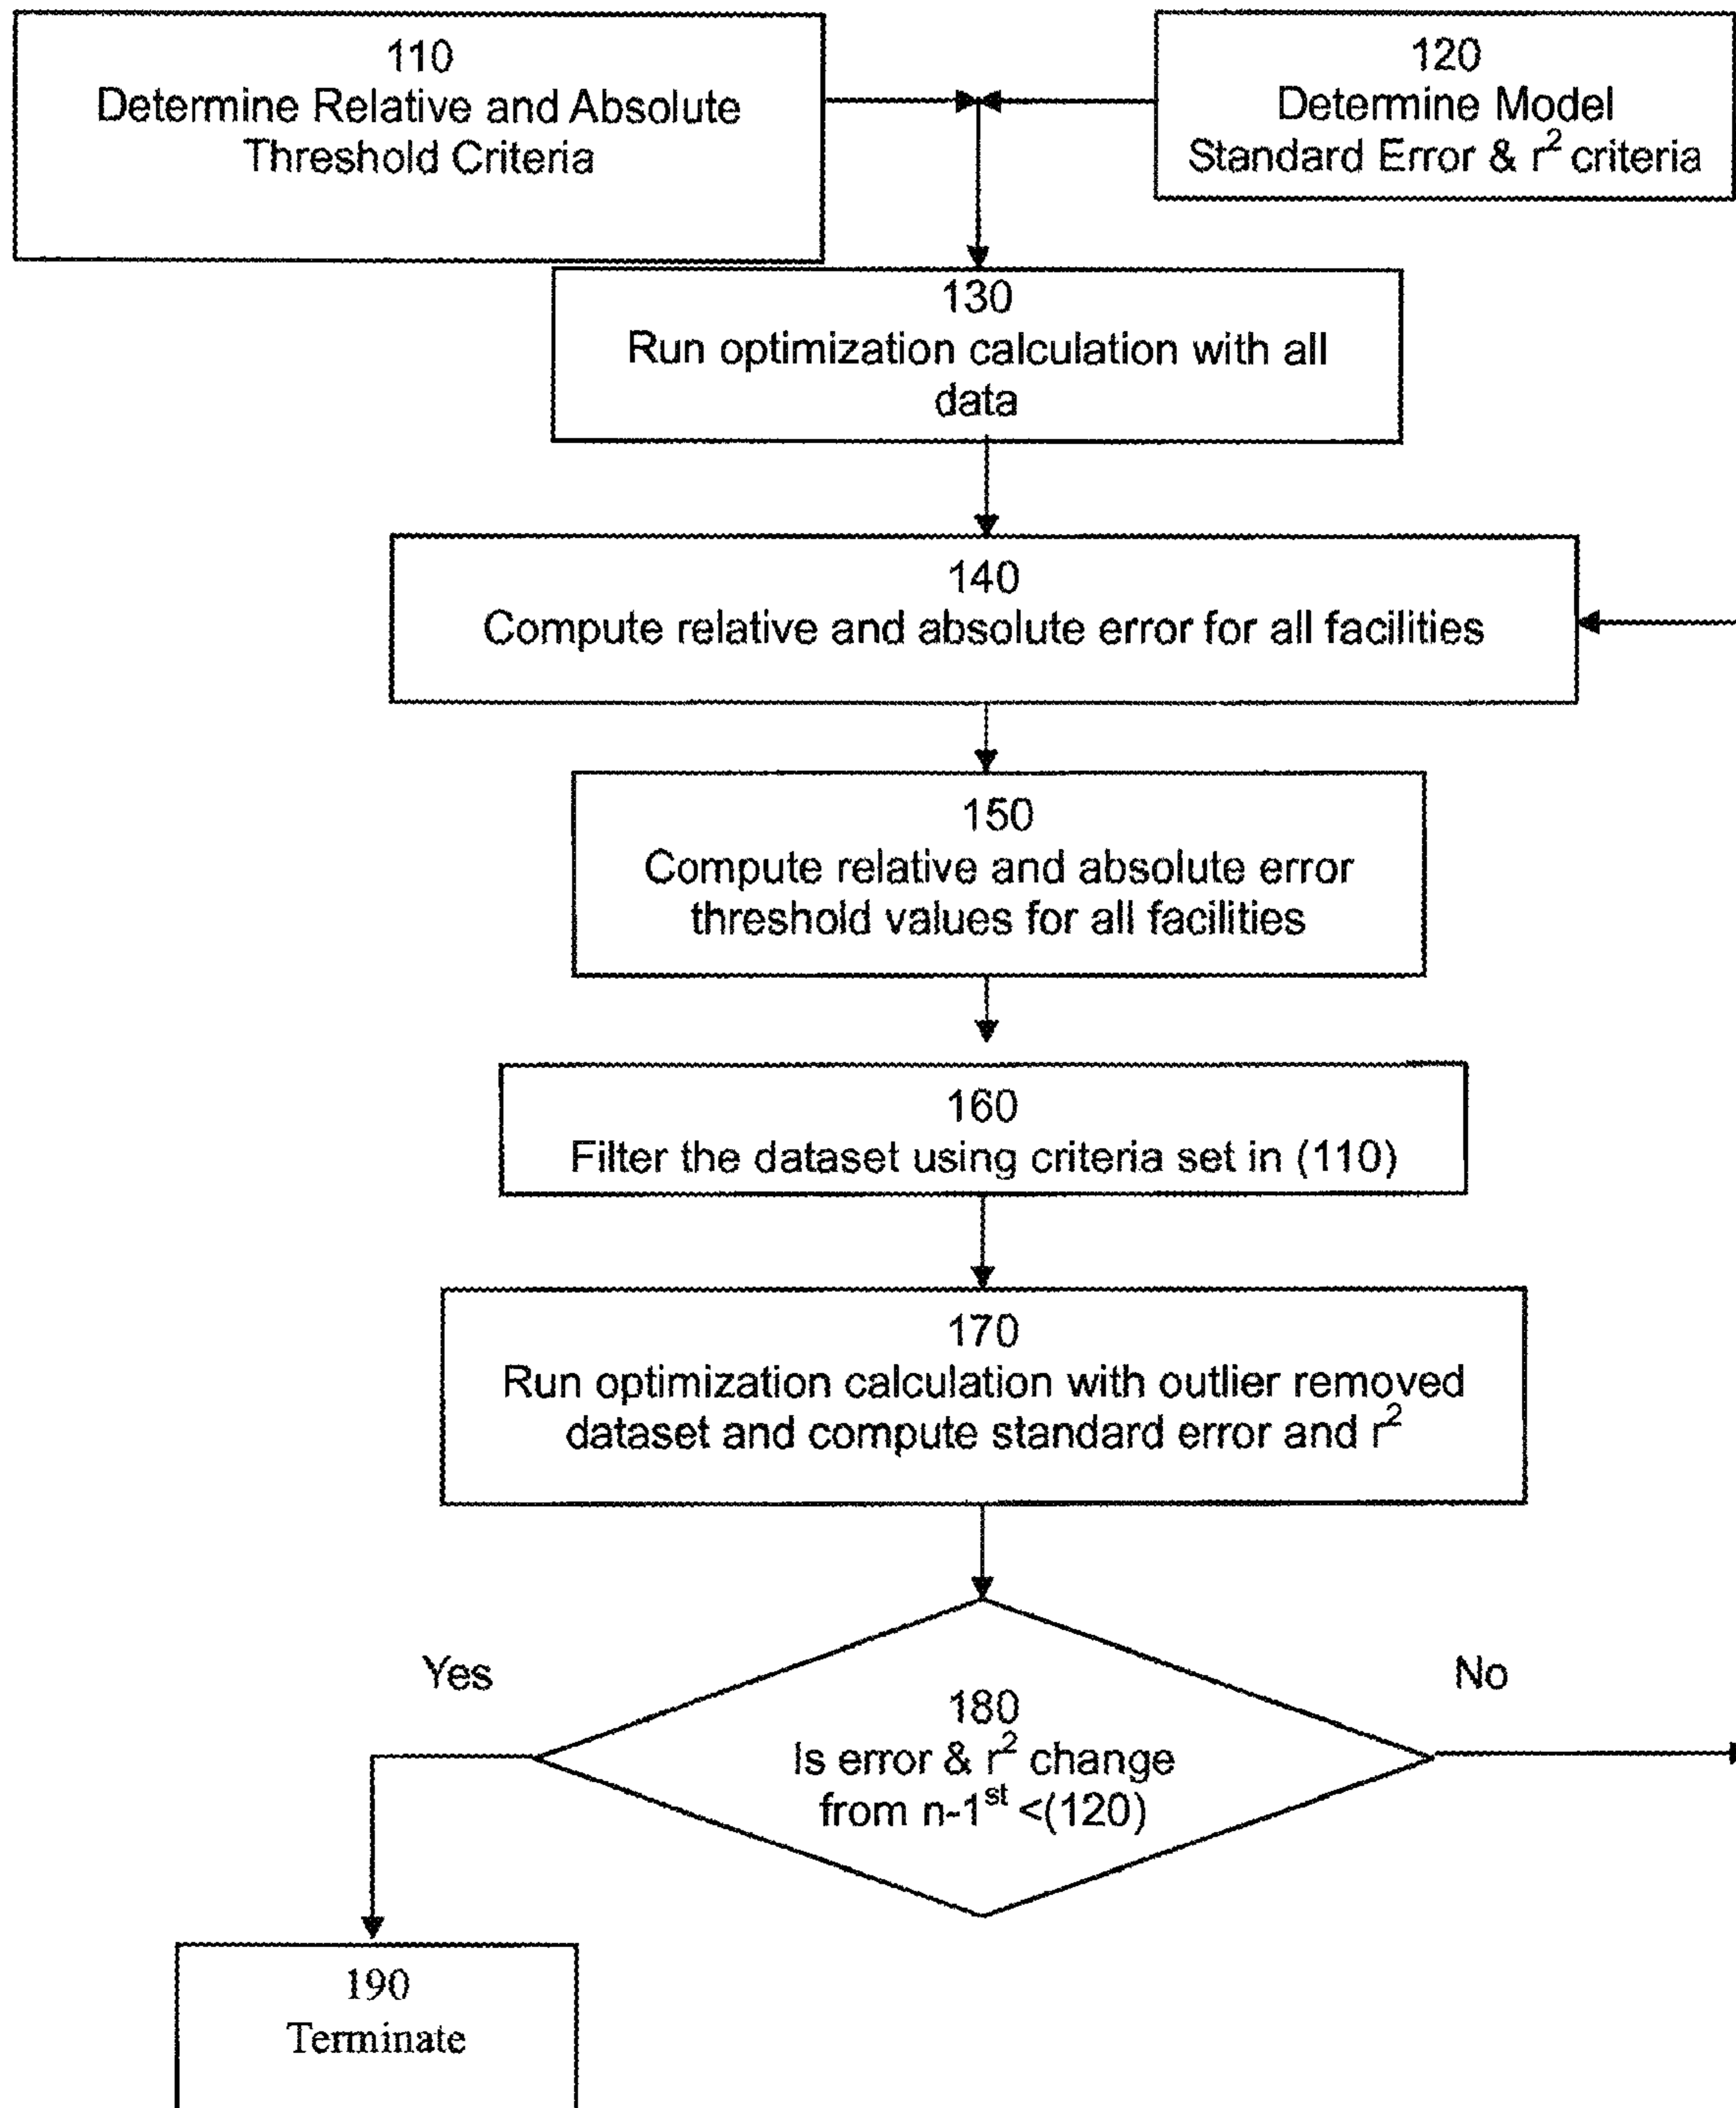 110
Determine Relative and Absolute
Threshold Criteria
120
Determine Model
Standard Error & r² criteria
130
Run optimization calculation with all
data
140
Compute relative and absolute error for all facilities
150
Compute relative and absolute error
threshold values for all facilities
160
Filter the dataset using criteria set in (110)
170
Run optimization calculation with outlier removed
dataset and compute standard error and r²
Yes
No
180
Is error & r² change
from n-1ˢᵗ <(120)
190
Terminate